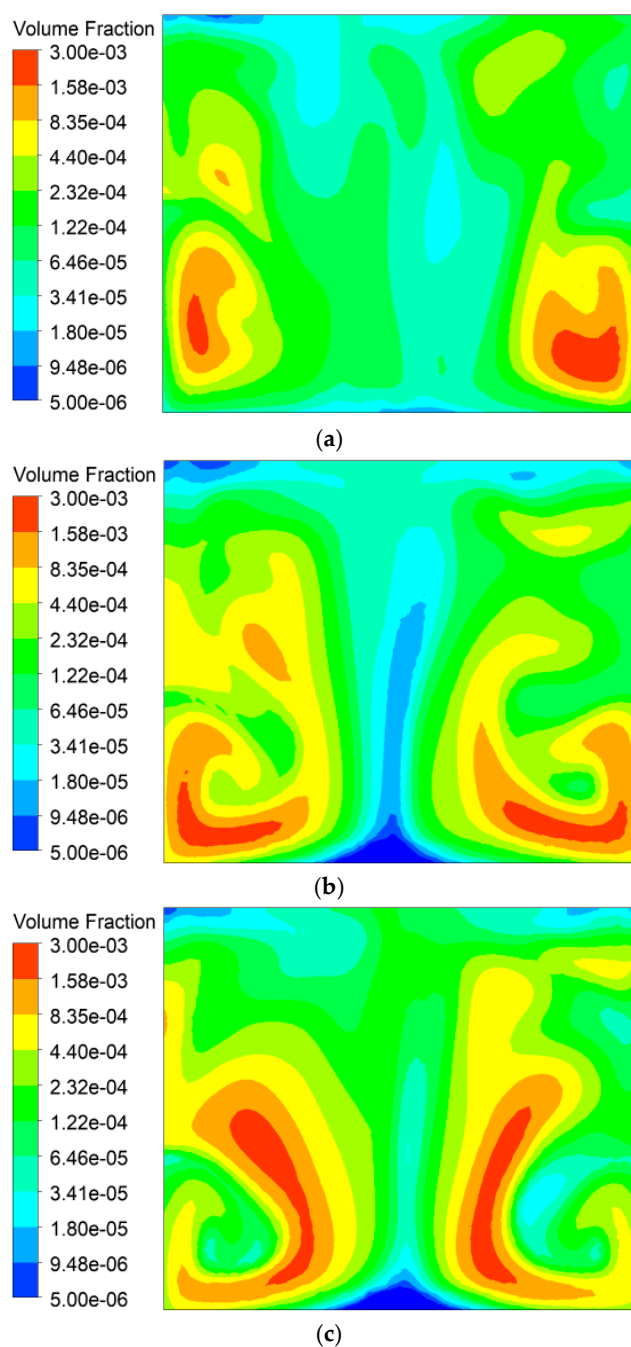 Volume Fraction
3.00e-03
1.58e-03
8.35e-04
4.40e-04
2.32e-04
1.22e-04
6.46e-05
3.41e-05
1.80e-05
9.48e-06
5.00e-06
(a)
Volume Fraction
3.00e-03
1.58e-03
8.35e-04
4.40e-04
2.32e-04
1.22e-04
6.46e-05
3.41e-05
1.80e-05
9.48e-06
5.00e-06
(b)
Volume Fraction
3.00e-03
1.58e-03
8.35e-04
4.40e-04
2.32e-04
1.22e-04
6.46e-05
3.41e-05
1.80e-05
9.48e-06
5.00e-06
(c)